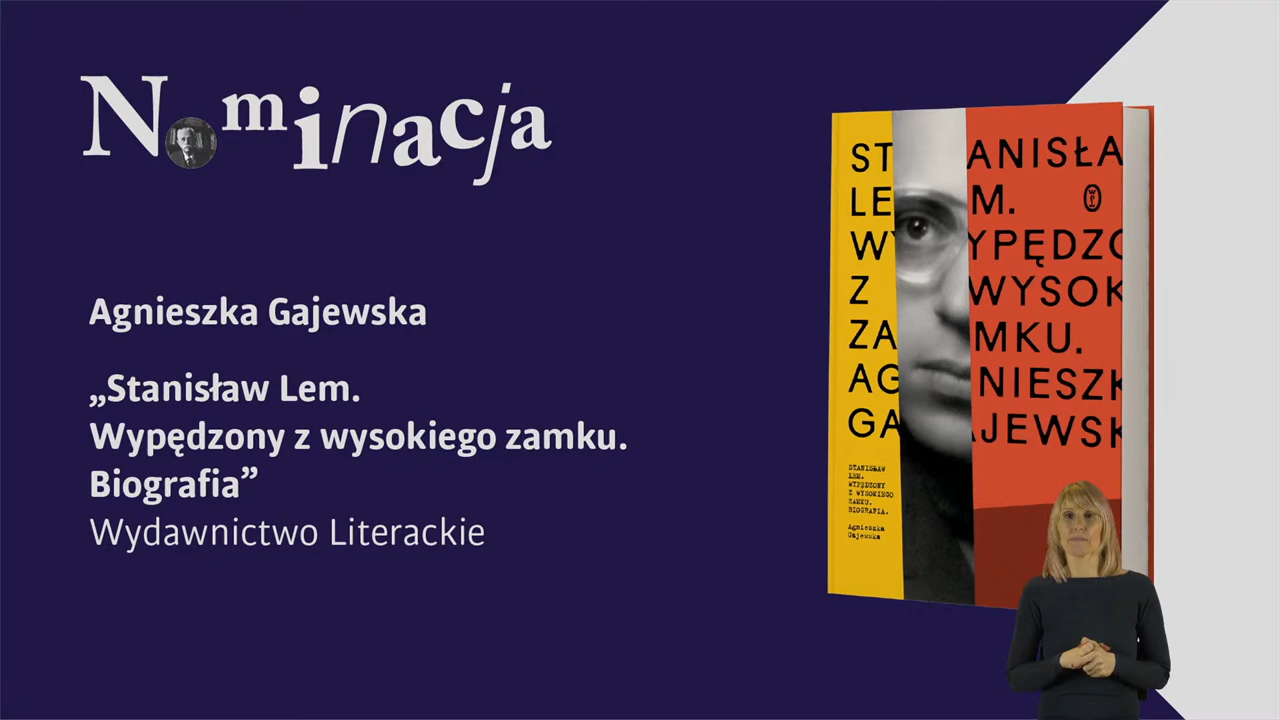 Nominacja
Agnieszka Gajewska
„Stanisław Lem.
Wypędzony z wysokiego zamku.
Biografia”
Wydawnictwo Literackie
ST ANISŁA
LE M.
WY YPĘDZO
Z WYSOK
ZA MKU.
AG NIESZK
GA AJEWSK
STANISŁAW
LEM.
WYPĘDZONY
Z WYSOKIEGO
ZAMKU.
BIOGRAFIA.
Agnieszka
Gajewska